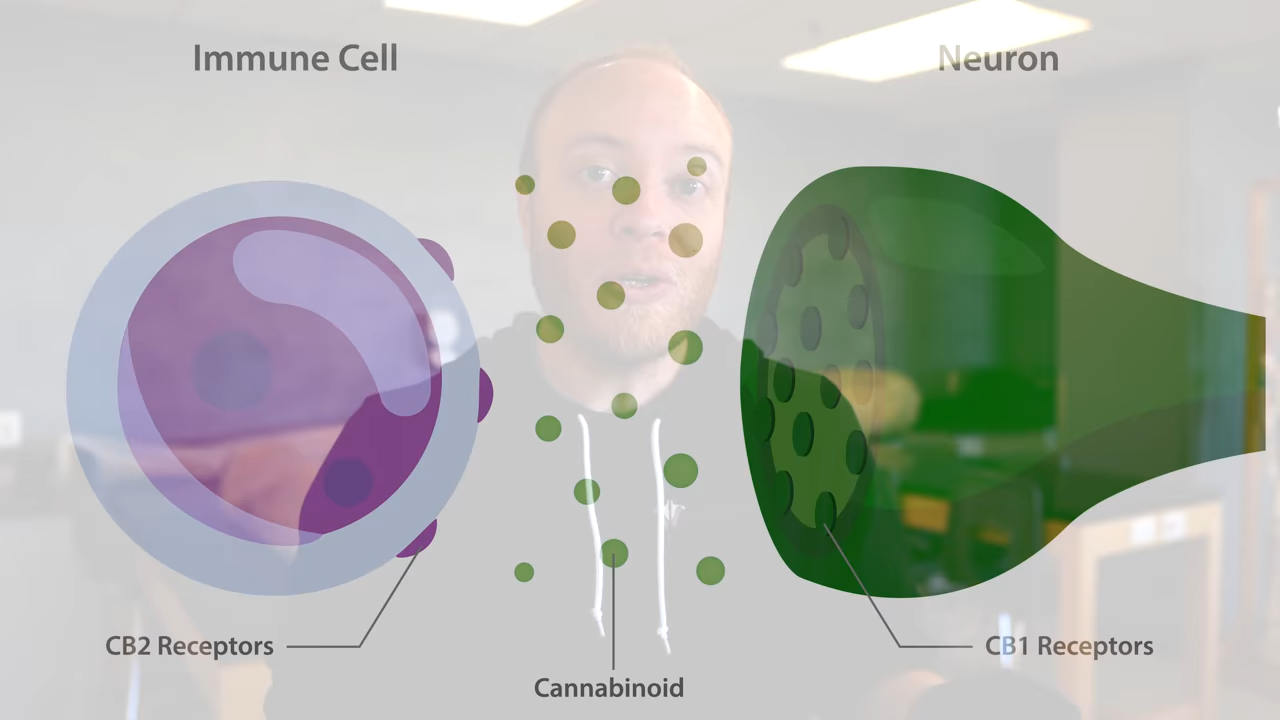 Immune Cell
Neuron
CB2 Receptors
CB1 Receptors
Cannabinoid